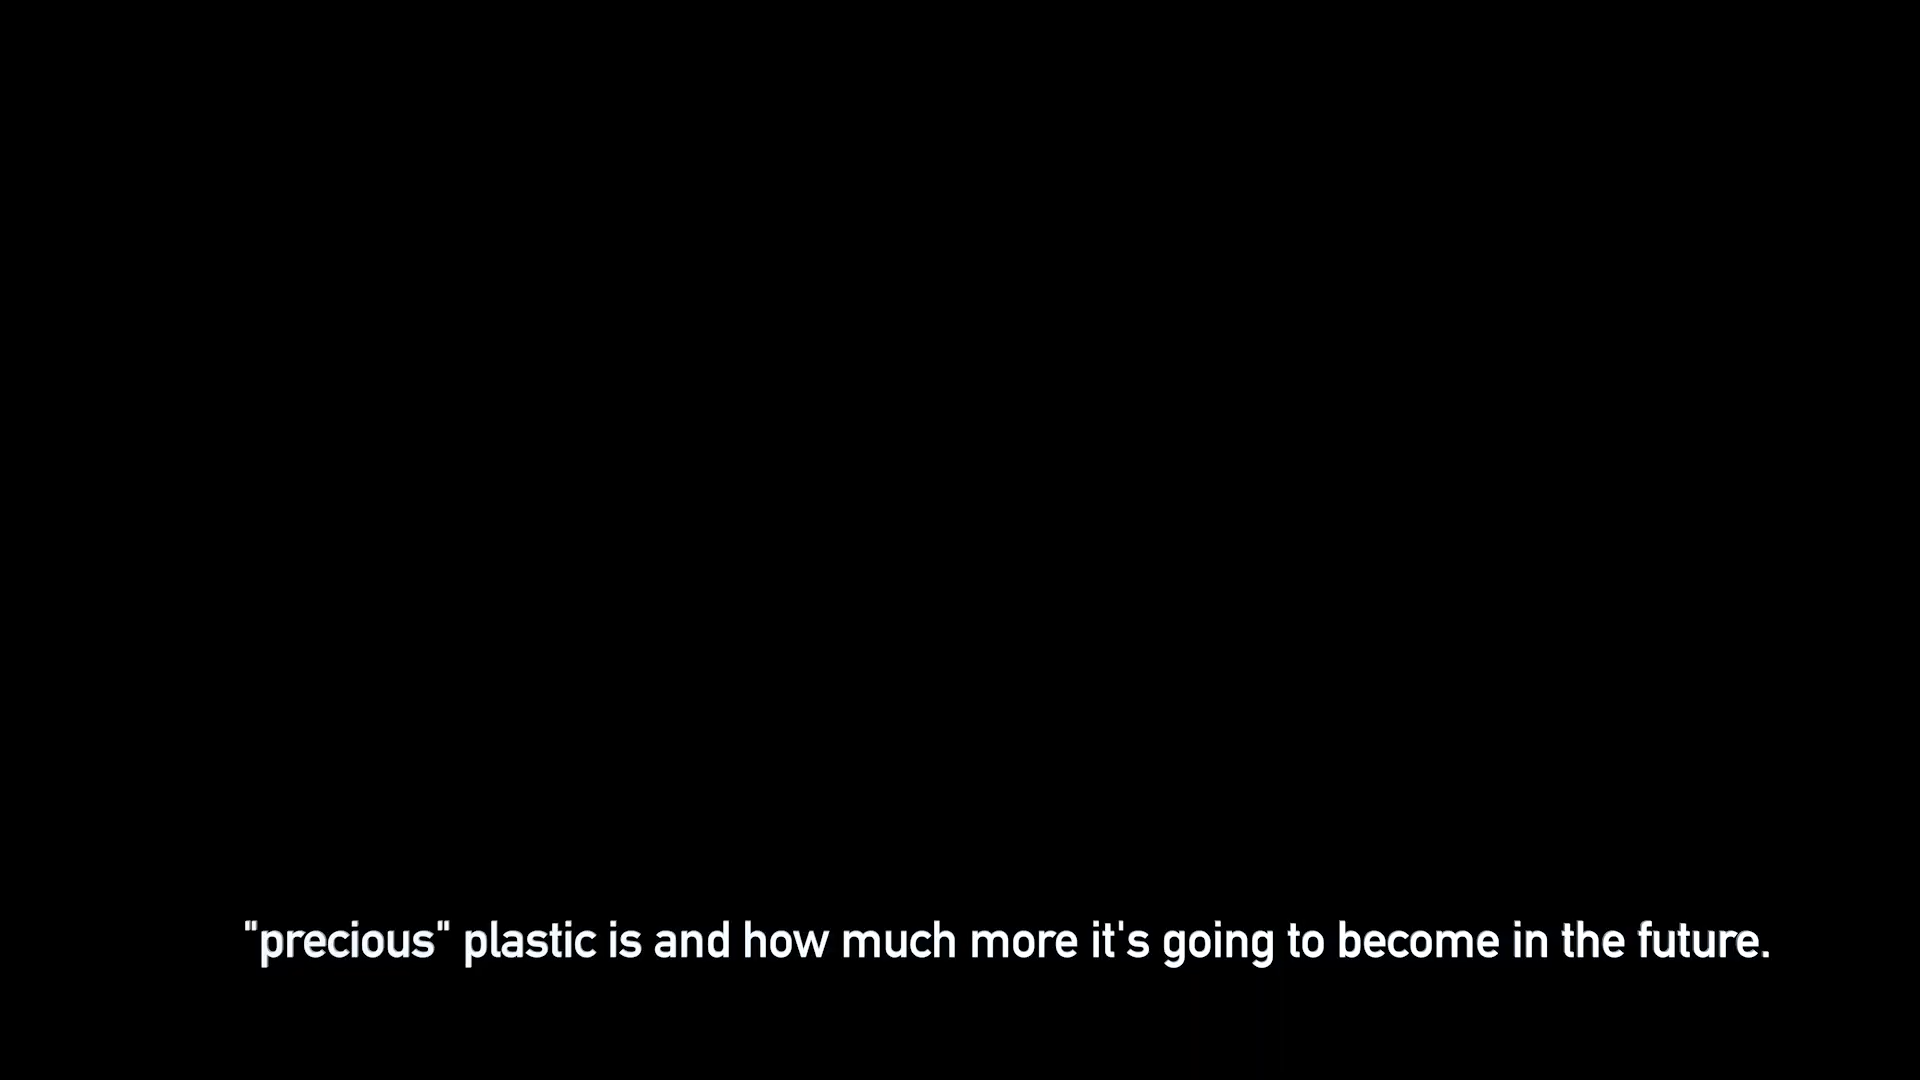 "precious" plastic is and how much more it's going to become in the future.